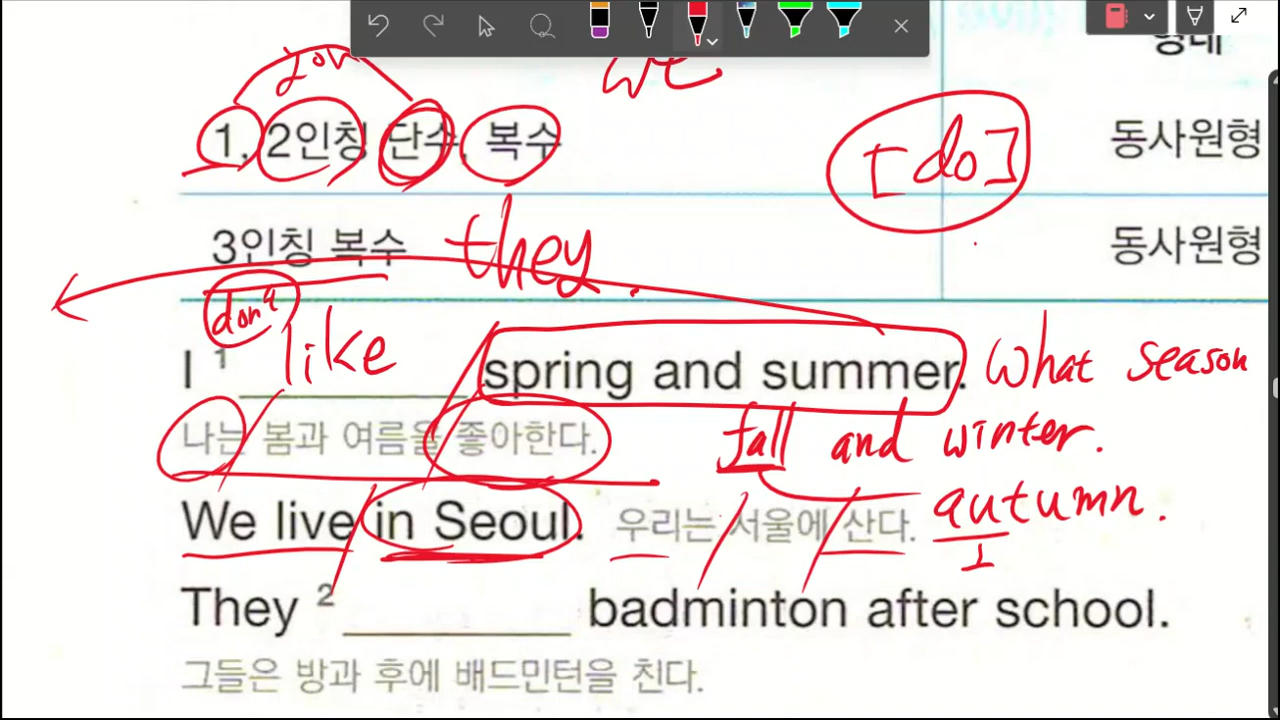 we
형태
you
1, 2인칭 단수, 복수
[do]
동사원형
3인칭 복수
they.
동사원형
don't
like
I 1 spring and summer. What season
나는 봄과 여름을 좋아한다.
fall and winter.
We live in Seoul. 우리는 서울에 산다.
autumn.
They 2 badminton after school.
그들은 방과 후에 배드민턴을 친다.